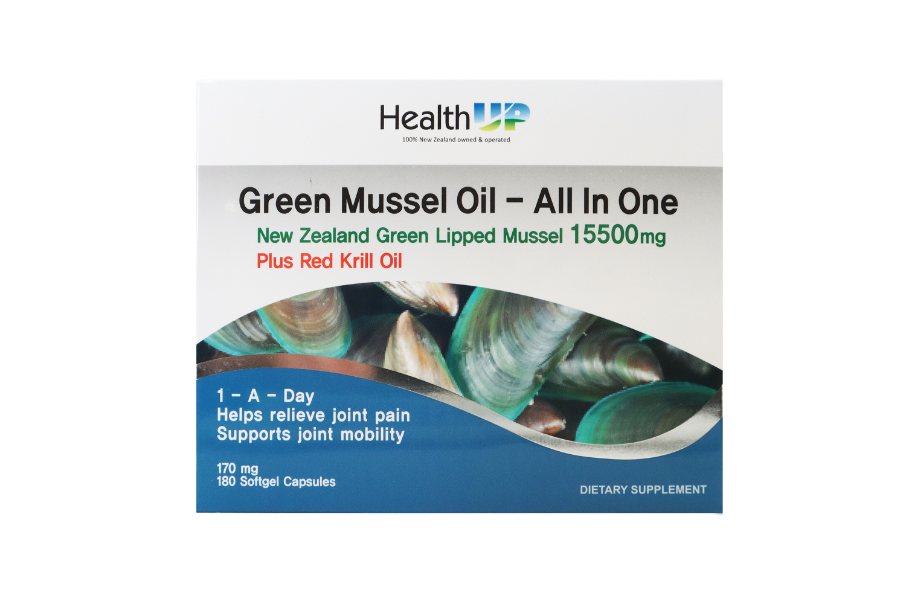 HealthUP
100% New Zealand owned & operated
Green Mussel Oil – All In One
New Zealand Green Lipped Mussel 15500mg
Plus Red Krill Oil
1 – A – Day
Helps relieve joint pain
Supports joint mobility
170 mg
180 Softgel Capsules
DIETARY SUPPLEMENT